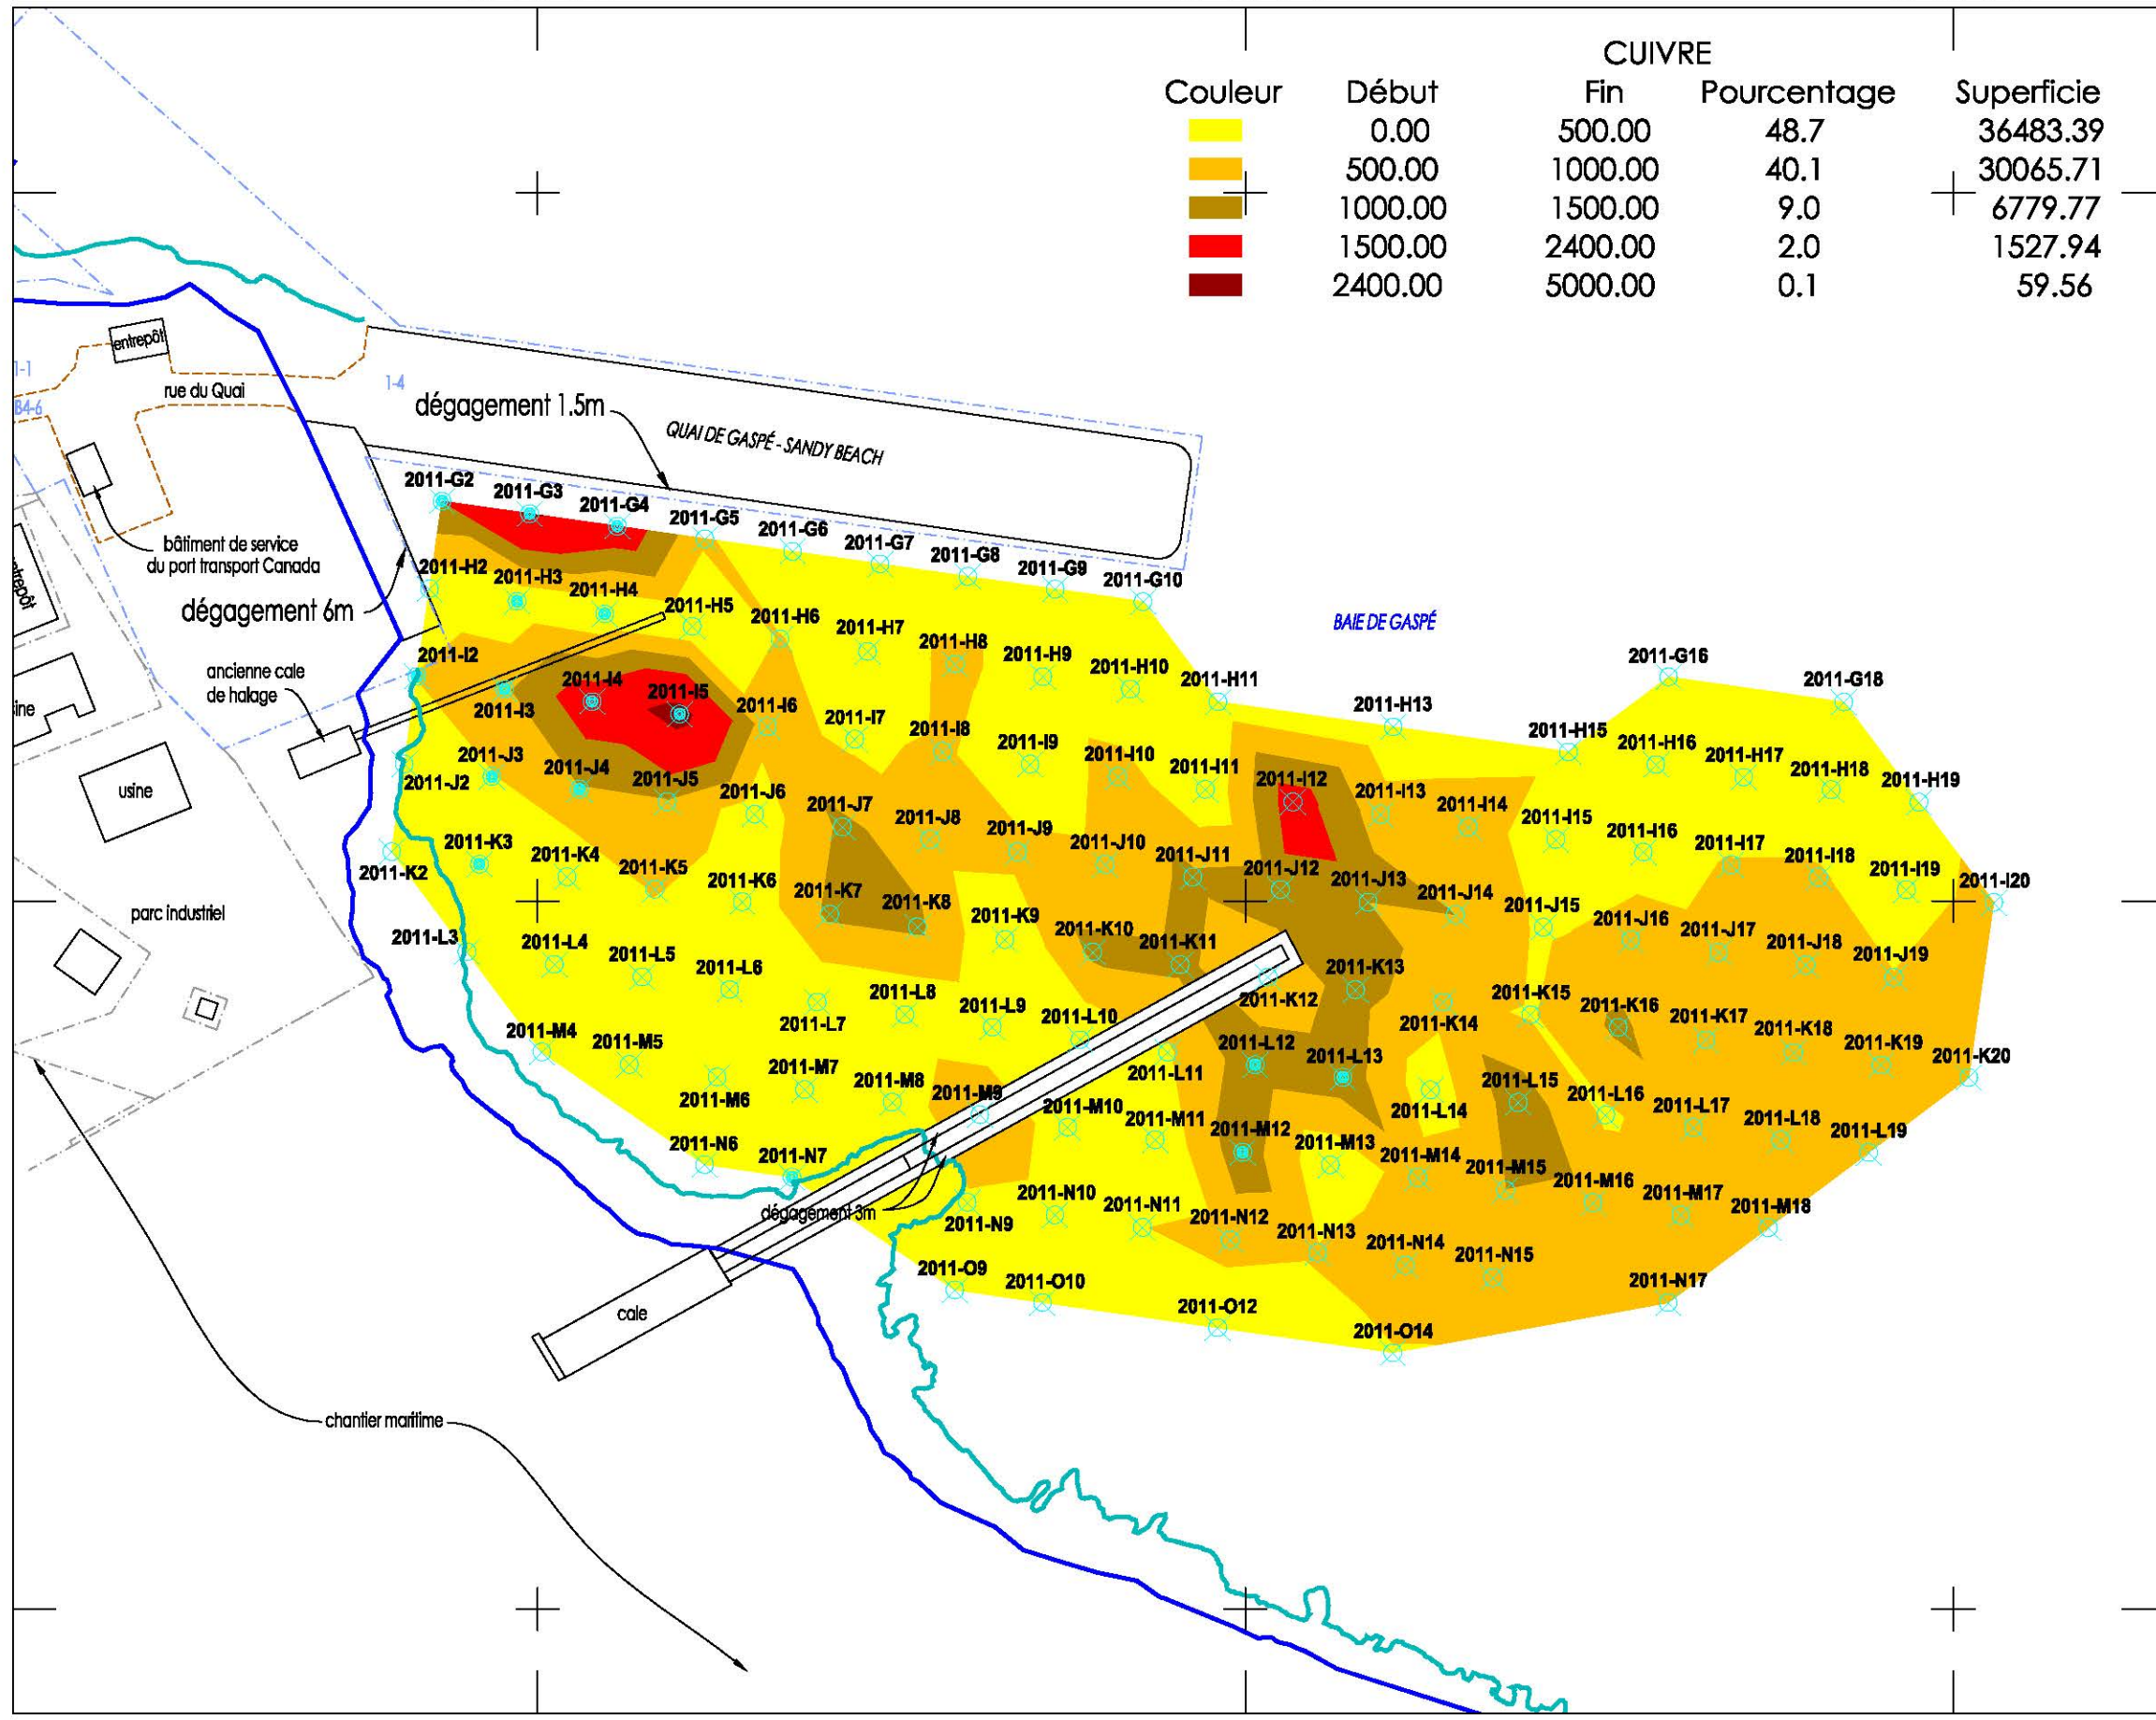 CUIVRE
Couleur Début Fin Pourcentage Superficie
0.00 500.00 48.7 36483.39
500.00 1000.00 40.1 30065.71
1000.00 1500.00 9.0 6779.77
1500.00 2400.00 2.0 1527.94
2400.00 5000.00 0.1 59.56
entrepôt
1-1
rue du Quai
1-4
B4-6
dégagement 1.5m
QUAI DE GASPÉ - SANDY BEACH
bâtiment de service
du port transport Canada
dégagement 6m
ancienne cale
de halage
usine
parc industriel
BAIE DE GASPÉ
dégagement 3m
cale
chantier maritime
2011-G2
2011-G3
2011-G4
2011-G5
2011-G6
2011-G7
2011-G8
2011-G9
2011-G10
2011-G16
2011-G18
2011-H2
2011-H3
2011-H4
2011-H5
2011-H6
2011-H7
2011-H8
2011-H9
2011-H10
2011-H11
2011-H13
2011-H15
2011-H16
2011-H17
2011-H18
2011-H19
2011-I2
2011-I3
2011-I4
2011-I5
2011-I6
2011-I7
2011-I8
2011-I9
2011-I10
2011-I11
2011-I12
2011-I13
2011-I14
2011-I15
2011-I16
2011-I17
2011-I18
2011-I19
2011-I20
2011-J2
2011-J3
2011-J4
2011-J5
2011-J6
2011-J7
2011-J8
2011-J9
2011-J10
2011-J11
2011-J12
2011-J13
2011-J14
2011-J15
2011-J16
2011-J17
2011-J18
2011-J19
2011-K2
2011-K3
2011-K4
2011-K5
2011-K6
2011-K7
2011-K8
2011-K9
2011-K10
2011-K11
2011-K12
2011-K13
2011-K14
2011-K15
2011-K16
2011-K17
2011-K18
2011-K19
2011-K20
2011-L3
2011-L4
2011-L5
2011-L6
2011-L7
2011-L8
2011-L9
2011-L10
2011-L11
2011-L12
2011-L13
2011-L14
2011-L15
2011-L16
2011-L17
2011-L18
2011-L19
2011-M4
2011-M5
2011-M6
2011-M7
2011-M8
2011-M9
2011-M10
2011-M11
2011-M12
2011-M13
2011-M14
2011-M15
2011-M16
2011-M17
2011-M18
2011-N6
2011-N7
2011-N9
2011-N10
2011-N11
2011-N12
2011-N13
2011-N14
2011-N15
2011-N17
2011-O9
2011-O10
2011-O12
2011-O14